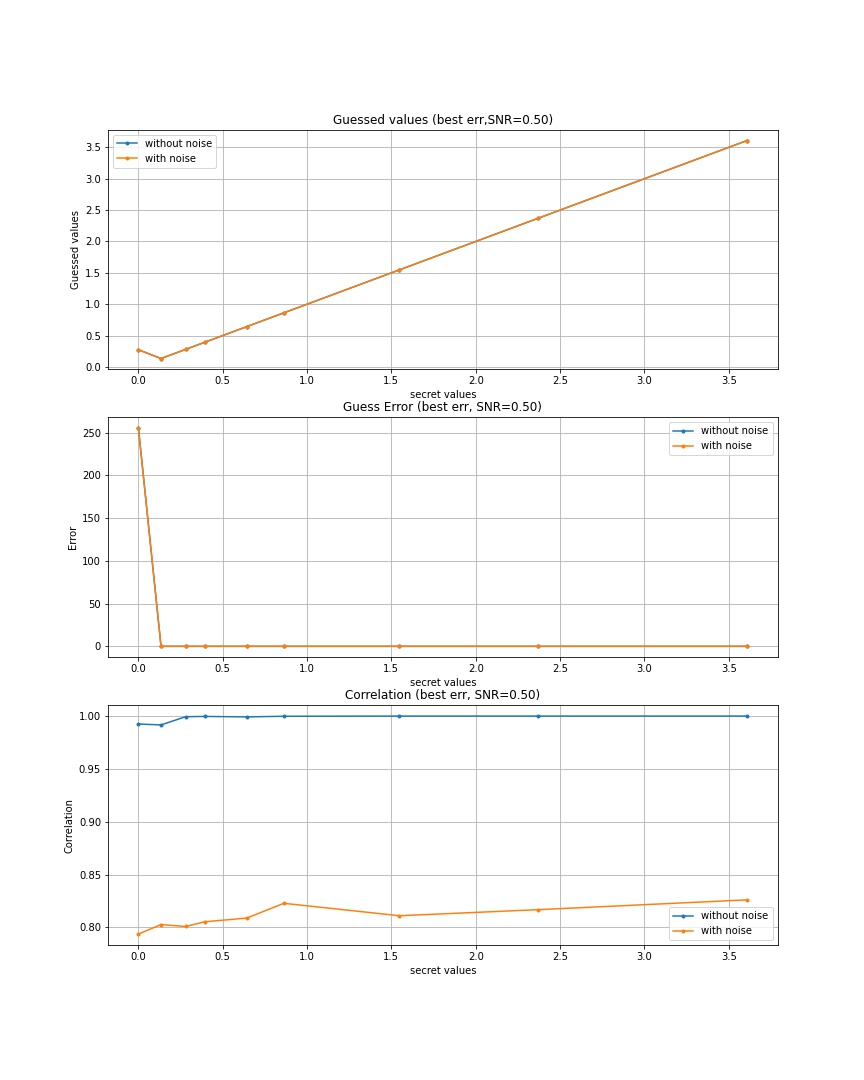 Guessed values (best err,SNR=0.50)
without noise
with noise
3.5
3.0
2.5
2.0
1.5
1.0
0.5
0.0
Guessed values
0.0 0.5 1.0 1.5 2.0 2.5 3.0 3.5
secret values
Guess Error (best err, SNR=0.50)
without noise
with noise
250
200
150
100
50
0
Error
0.0 0.5 1.0 1.5 2.0 2.5 3.0 3.5
secret values
Correlation (best err, SNR=0.50)
1.00
0.95
0.90
0.85
0.80
Correlation
without noise
with noise
0.0 0.5 1.0 1.5 2.0 2.5 3.0 3.5
secret values